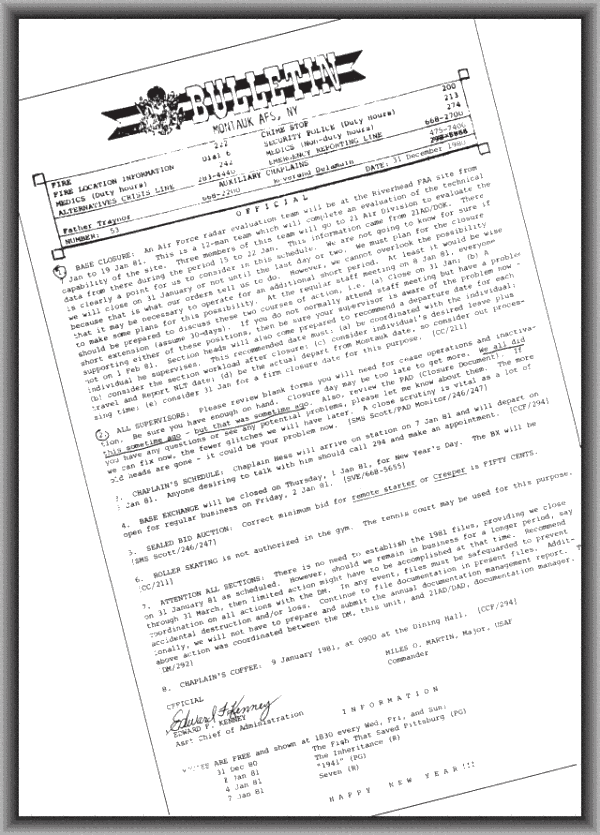 BULLETIN
MONTAUK AFS, NY
FIRE 222 CRIME STOP 200
FIRE LOCATION INFORMATION Dial 6 SECURITY POLICE (Duty hours) 213
MEDICS (Duty hours) 242 MEDICS (Non-duty hours) 274
ALTERNATIVES CRISIS LINE 281-4440 EMERGENCY REPORTING LINE 668-2700
AUXILIARY CHAPLAINS
Father Traynor 668-2200 Reverend Delamain 475-7406
NUMBER: 53 DATE: 31 December 1980
O F F I C I A L
1. BASE CLOSURE: An Air Force radar evaluation team will be at the Riverhead FAA Site from
Jan to 19 Jan 81. This is a 12-man team which will complete an evaluation of the technical
capability of the site. Three members of this team will go to 21 Air Division to evaluate the
data from there during the period 15 to 22 Jan. This information came from 21AD/DOK. There
is clearly a point for us to consider in this schedule. We are not going to know for sure if
we will close on 31 January or not until the last day or two. We must plan for the closure
because that is what our orders tell us to do. However, we cannot overlook the possibility
that it may be necessary to operate for an additional short period. At least it would be wise
to make some plans for this possibility. At the regular staff meeting on 8 Jan 81, everyone
should be prepared to discuss these two courses of action, i.e. (a) close on 31 Jan; (b) A
short extension (assume 30/days). If you do not normally attend staff meeting but have a problem
supporting either of these positions, then be sure your supervisor is aware of the problem now -
not on 1 Feb 81. Section heads will also come prepared to recommend a departure date for each
individual he supervises. This recommended date must: (a) be coordinated with the individual;
(b) consider the section workload after closure; (c) consider individual's desired leave plus
travel and Report NLT date; (d) be the actual depart from Montauk date, so consider out proces-
sing time; (e) consider 31 Jan for a firm closure date for this purpose. [CC/211]
2. ALL SUPERVISORS: Please review blank forms you will need for cease operations and inactiva-
tion. Be sure you have enough on hand. Closure day may be too late to get more. We all did
this sometime ago - but that was sometime ago. Also, review the PAD (Closure Document). If
you have any questions or see any potential problems, please let me know about them. The more
we can fix now, the fewer glitches we will have later. A close scrutiny is vital as a lot of
old heads are gone - it could be your problem now. [SMS Scott/PAD Monitor/246/247]
3. CHAPLAIN'S SCHEDULE: Chaplain Ness will arrive on station on 7 Jan 81 and will depart on
Jan 81. Anyone desiring to talk with him should call 294 and make an appointment. [CCF/294]
4. BASE EXCHANGE will be closed on Thursday, 1 Jan 81, for New Year's Day. The BX will be
open for regular business on Friday, 2 Jan 81. [SVE/668-5655]
5. SEALED BID AUCTION: Correct minimum bid for remote starter or Creeper is FIFTY CENTS.
[SMS Scott/246/247]
6. ROLLER SKATING is not authorized in the gym. The tennis court may be used for this purpose.
[CC/211]
7. ATTENTION ALL SECTIONS: There is no need to establish the 1981 files, providing we close
on 31 January 81 as scheduled. However, should we remain in business for a longer period, say
through 31 March, then limited action might have to be accomplished at that time. Recommend
coordination on all actions with the DM. In any event, files must be safeguarded to prevent
accidental destruction and/or loss. Continue to file documentation in present files. Addit-
ionally, we will not have to prepare and submit the annual documentation management report. The
above action was coordinated between the DM, this unit, and 21AD/DAD, documentation manager.
DM/292]
8. CHAPLAIN'S COFFEE: 9 January 1981, at 0900 at the Dining Hall. [CCF/294]
OFFICIAL MILES O. MARTIN, Major, USAF
Commander
Edward F. Kenney
EDWARD F. KENNEY
Asst Chief of Administration
I N F O R M A T I O N
ARE FREE and shown at 1830 every Wed, Fri, and Sun:
31 Dec 80 The Fish That Saved Pittsburg (PG)
2 Jan 81 The Inheritance (R)
4 Jan 81 "1941" (PG)
7 Jan 81 Seven (R)
H A P P Y N E W Y E A R ! ! !